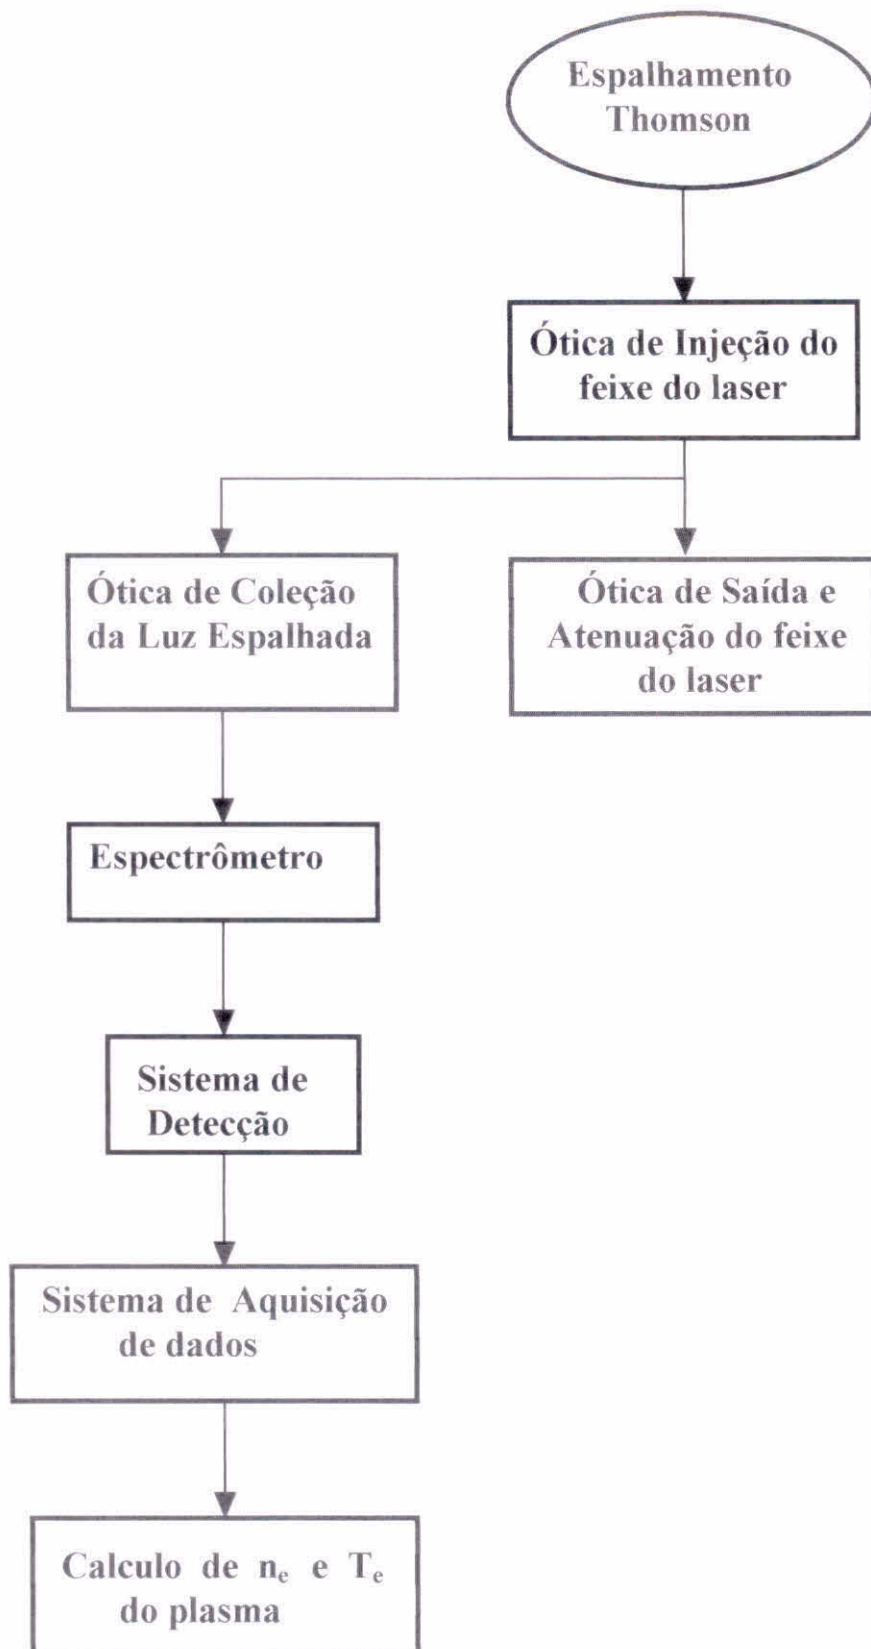 Espalhamento
Thomson
Ótica de Injeção do
feixe do laser
Ótica de Coleção
da Luz Espalhada
Ótica de Saída e
Atenuação do feixe
do laser
Espectrômetro
Sistema de
Detecção
Sistema de Aquisição
de dados
Calculo de nₑ e Tₑ
do plasma